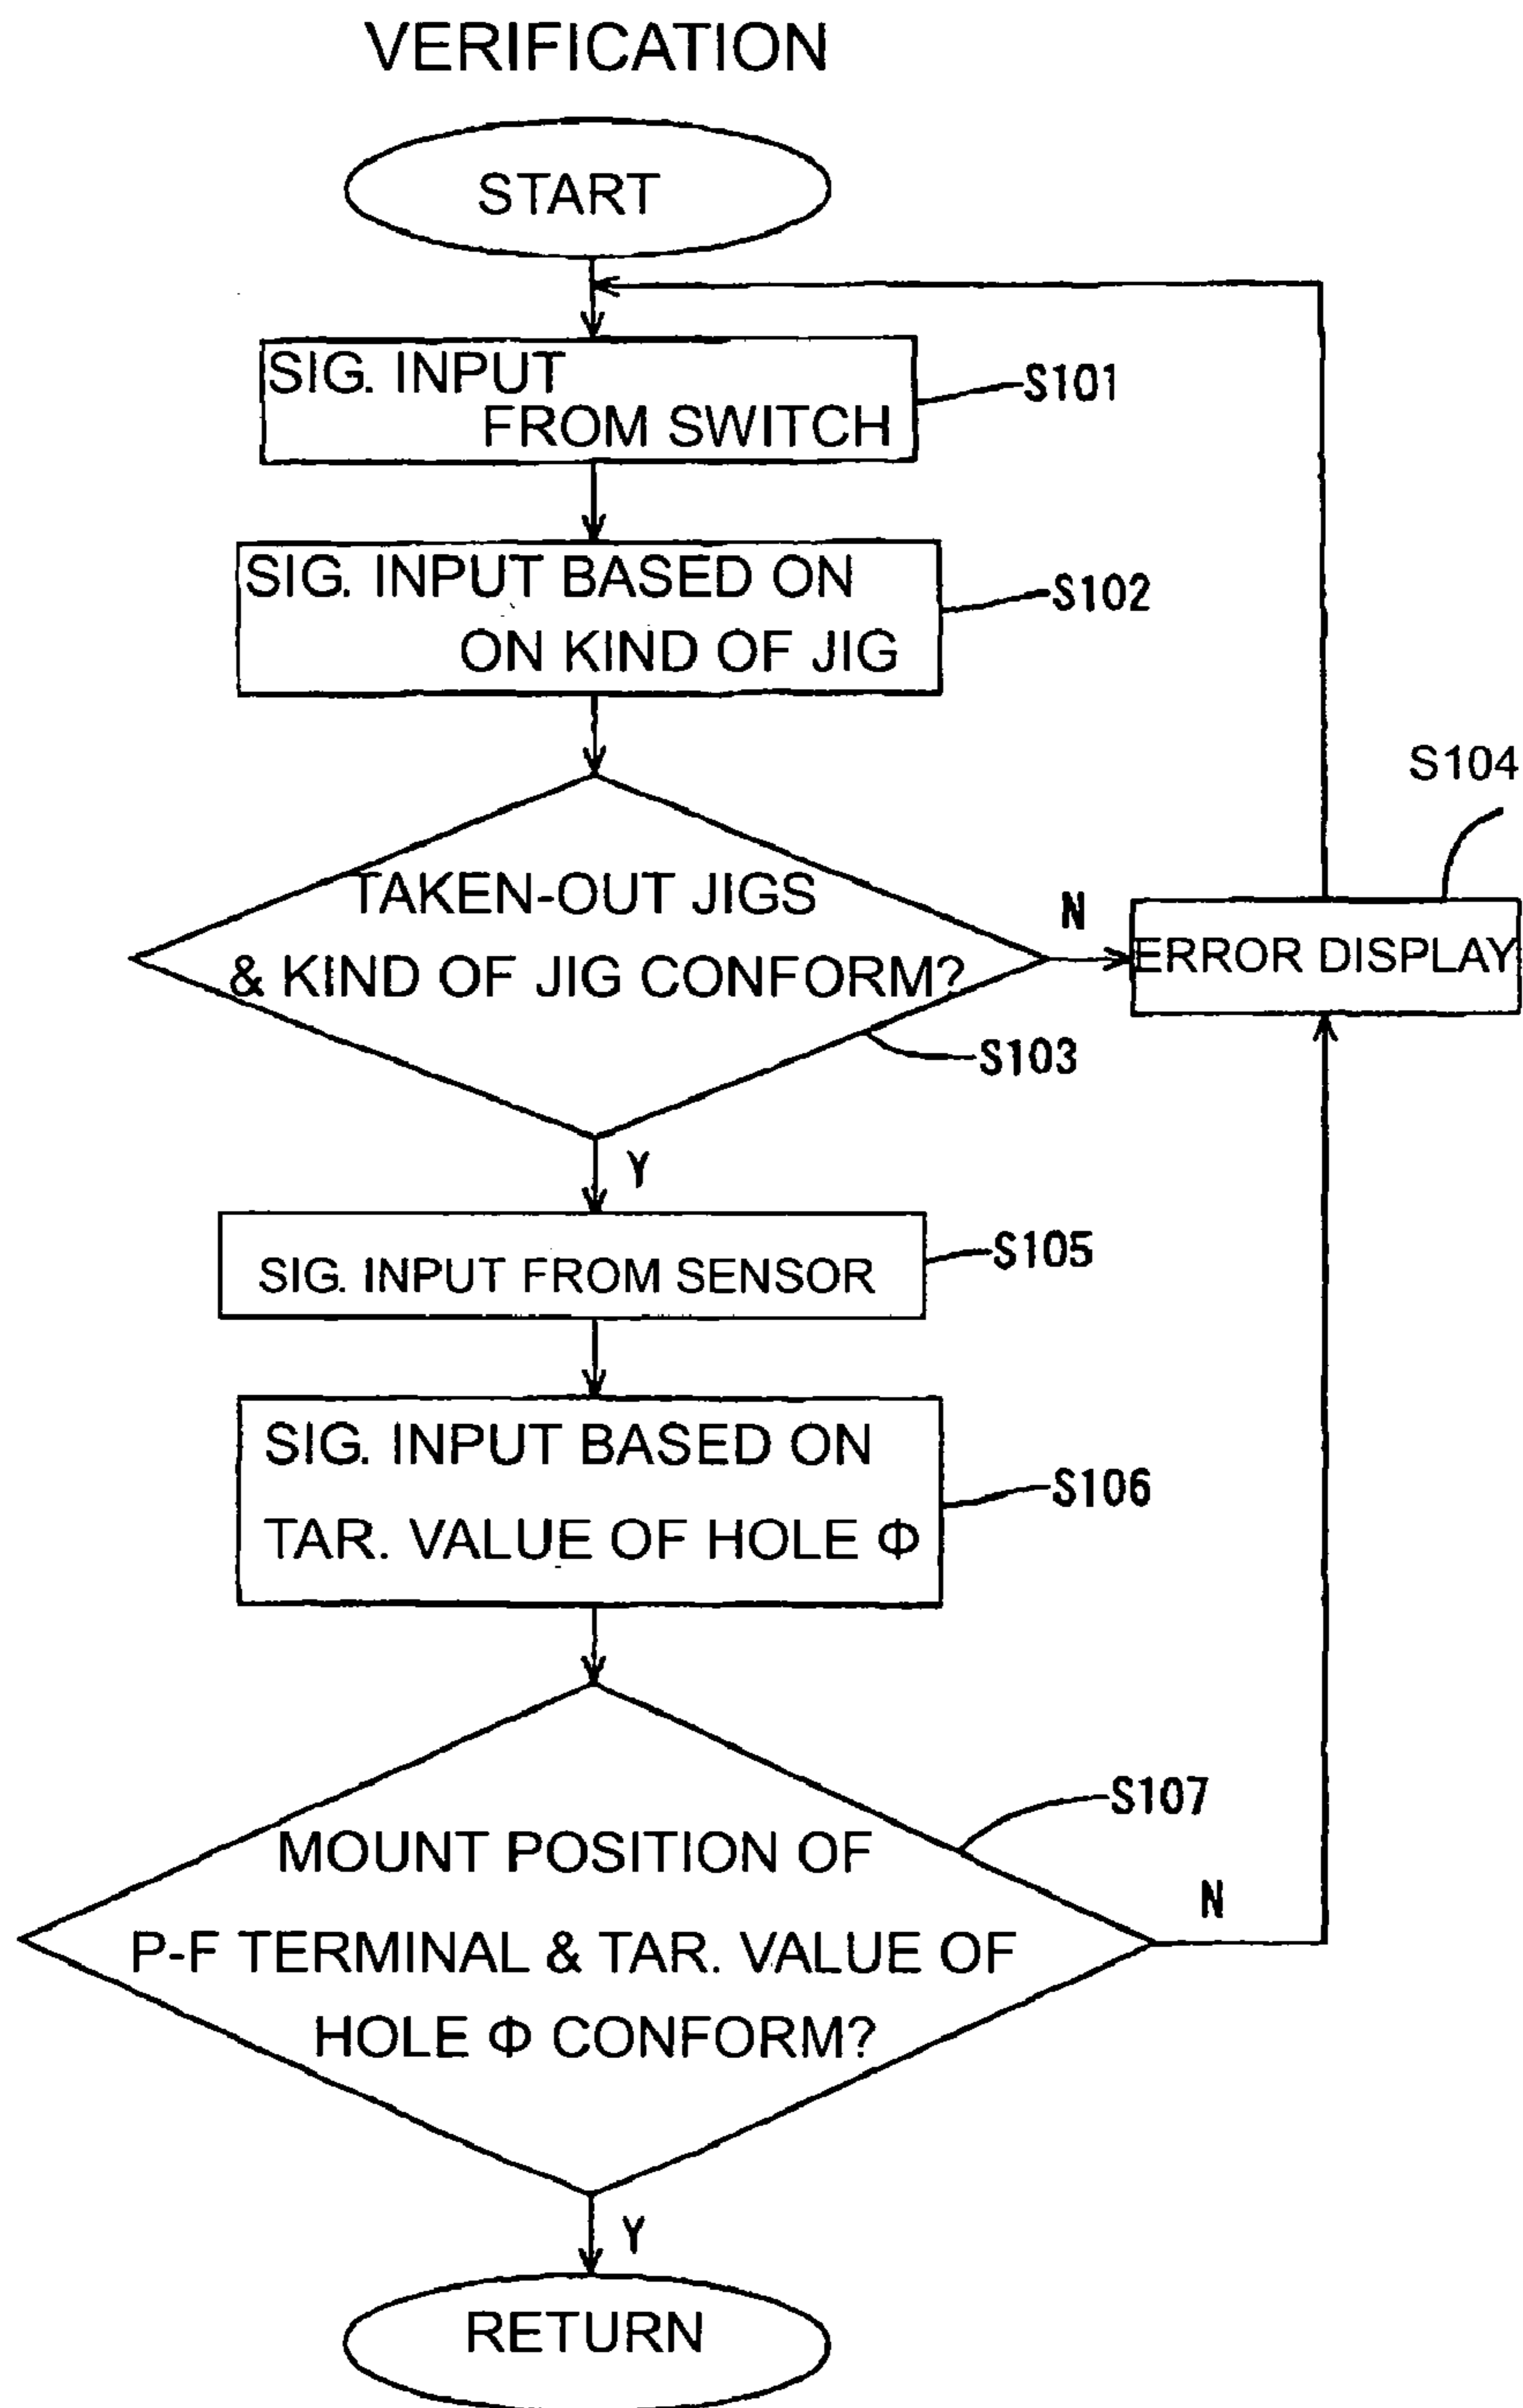 VERIFICATION
START
SIG. INPUT
FROM SWITCH
S101
SIG. INPUT BASED ON
ON KIND OF JIG
S102
TAKEN-OUT JIGS
& KIND OF JIG CONFORM?
S103
N
S104
ERROR DISPLAY
Y
SIG. INPUT FROM SENSOR
S105
SIG. INPUT BASED ON
TAR. VALUE OF HOLE Φ
S106
MOUNT POSITION OF
P-F TERMINAL & TAR. VALUE OF
HOLE Φ CONFORM?
S107
N
Y
RETURN